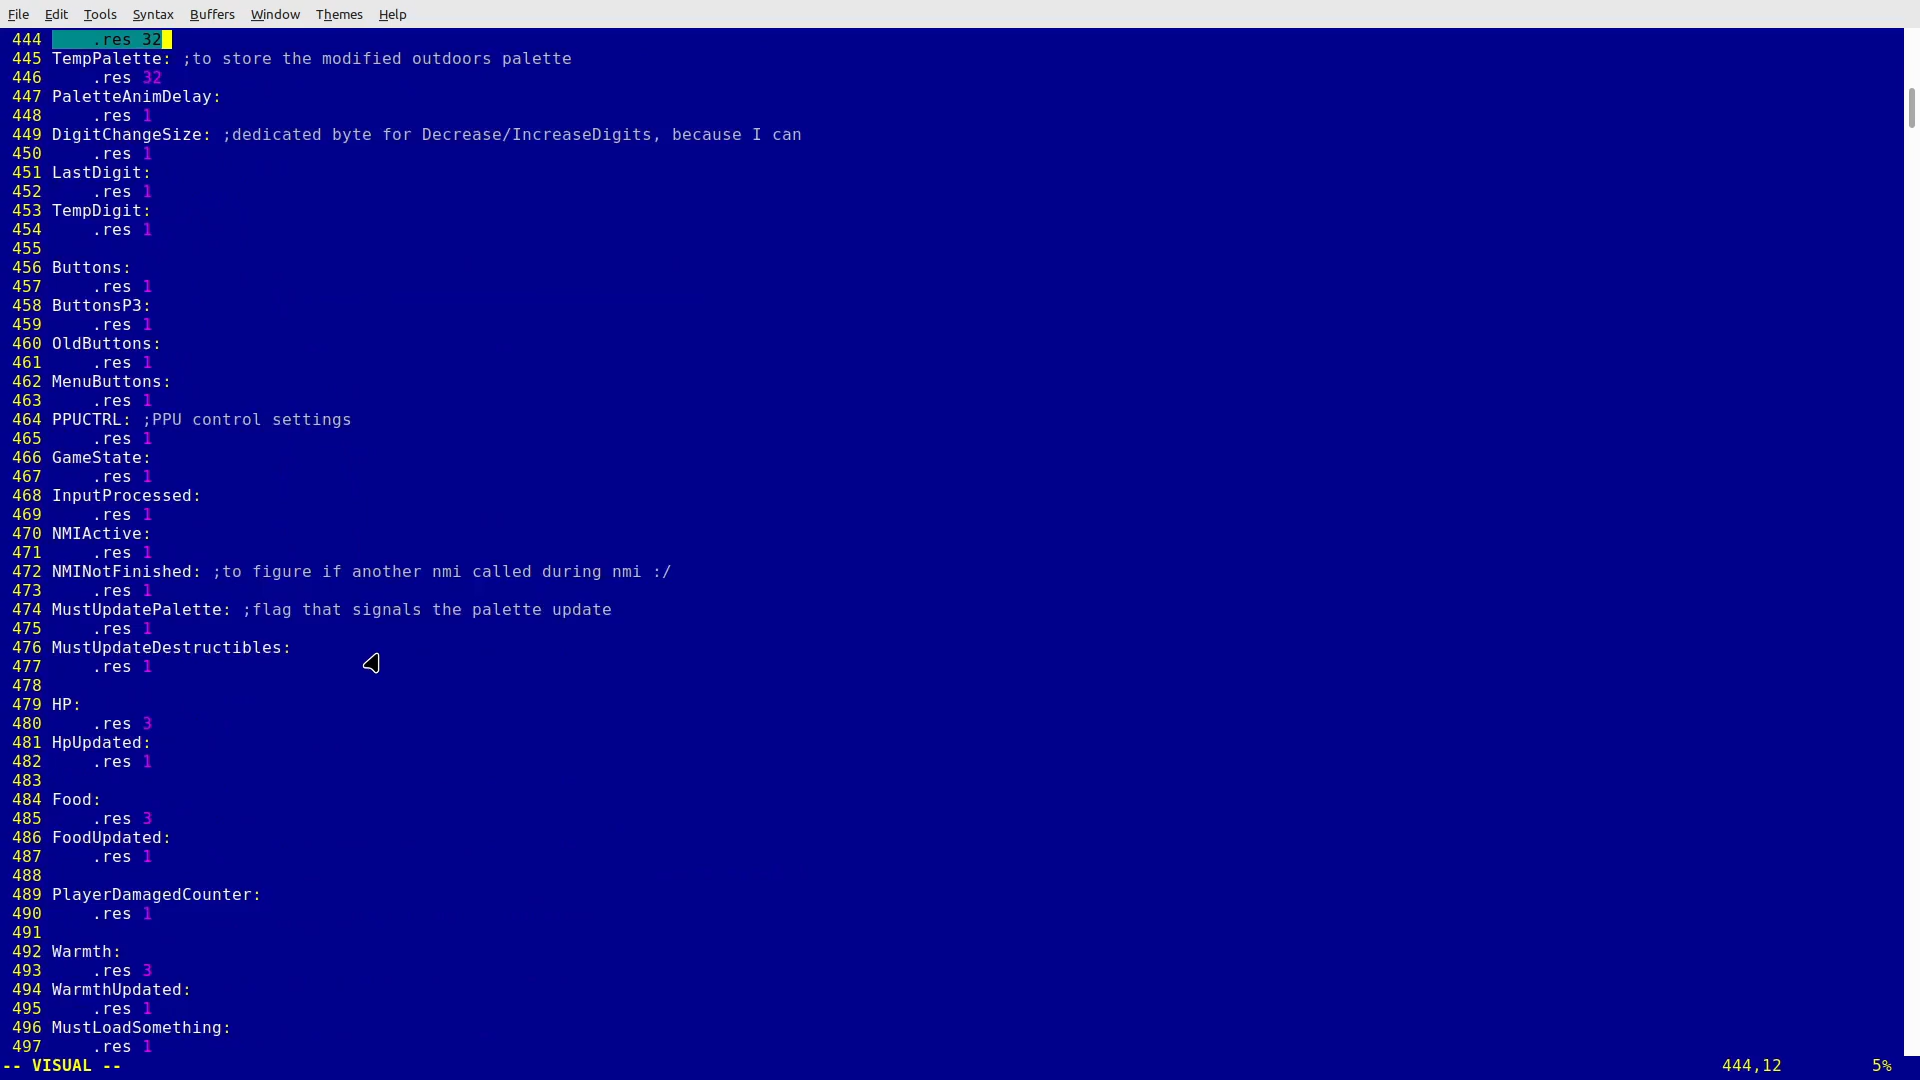 File Edit Tools Syntax Buffers Window Themes Help
444     .res 32
445 TempPalette: ;to store the modified outdoors palette
446     .res 32
447 PaletteAnimDelay:
448     .res 1
449 DigitChangeSize: ;dedicated byte for Decrease/IncreaseDigits, because I can
450     .res 1
451 LastDigit:
452     .res 1
453 TempDigit:
454     .res 1
455
456 Buttons:
457     .res 1
458 ButtonsP3:
459     .res 1
460 OldButtons:
461     .res 1
462 MenuButtons:
463     .res 1
464 PPUCTRL: ;PPU control settings
465     .res 1
466 GameState:
467     .res 1
468 InputProcessed:
469     .res 1
470 NMIActive:
471     .res 1
472 NMINotFinished: ;to figure if another nmi called during nmi :/
473     .res 1
474 MustUpdatePalette: ;flag that signals the palette update
475     .res 1
476 MustUpdateDestructibles:
477     .res 1
478
479 HP:
480     .res 3
481 HpUpdated:
482     .res 1
483
484 Food:
485     .res 3
486 FoodUpdated:
487     .res 1
488
489 PlayerDamagedCounter:
490     .res 1
491
492 Warmth:
493     .res 3
494 WarmthUpdated:
495     .res 1
496 MustLoadSomething:
497     .res 1
-- VISUAL -- 444,12 5%